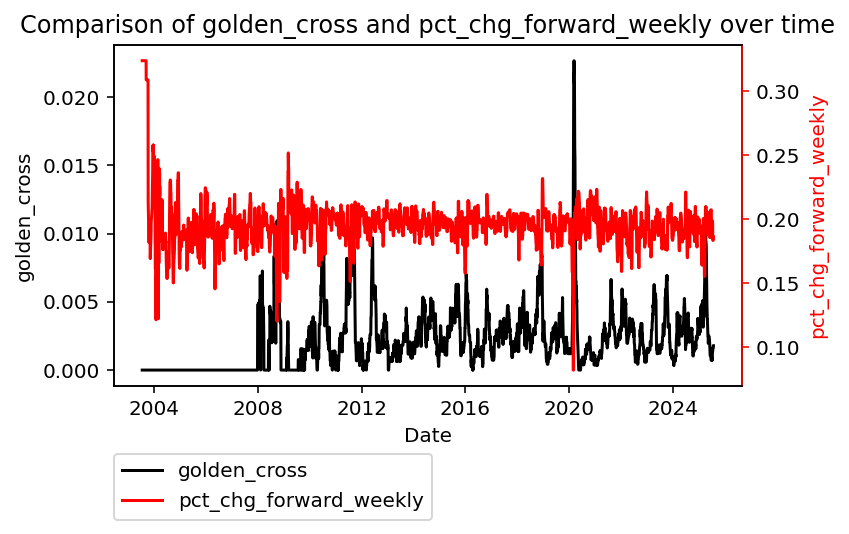 Comparison of golden_cross and pct_chg_forward_weekly over time
golden_cross
0.020
0.015
0.010
0.005
0.000
0.30
0.25
0.20
0.15
0.10
pct_chg_forward_weekly
2004 2008 2012 2016 2020 2024
Date
golden_cross
pct_chg_forward_weekly